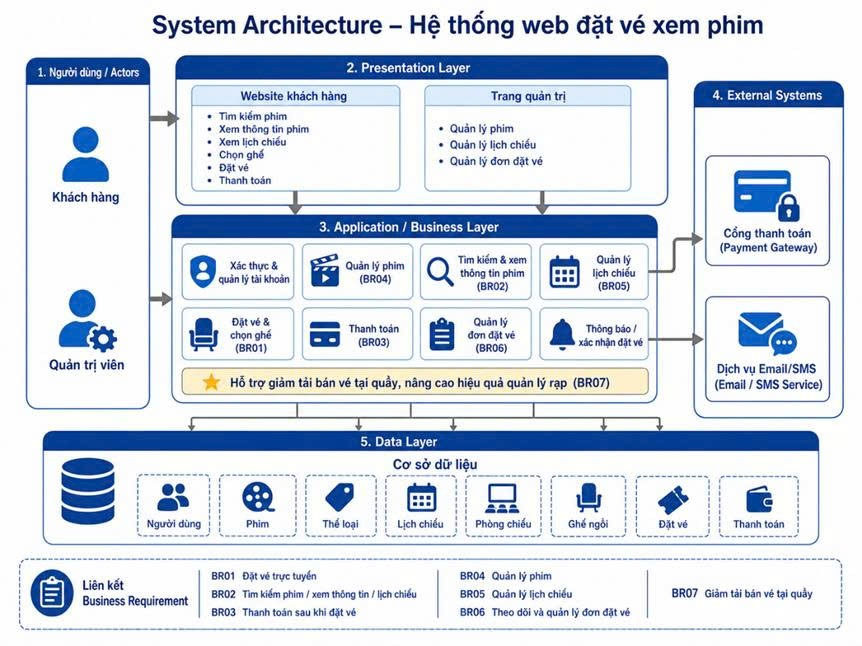 System Architecture – Hệ thống web đặt vé xem phim
1. Người dùng / Actors
Khách hàng
Quản trị viên
2. Presentation Layer
Website khách hàng
• Tìm kiếm phim
• Xem thông tin phim
• Xem lịch chiếu
• Chọn ghế
• Đặt vé
• Thanh toán
Trang quản trị
• Quản lý phim
• Quản lý lịch chiếu
• Quản lý đơn đặt vé
3. Application / Business Layer
Xác thực &
quản lý tài khoản
Quản lý phim
(BR04)
Tìm kiếm & xem
thông tin phim
(BR02)
Quản lý
lịch chiếu
(BR05)
Đặt vé &
chọn ghế
(BR01)
Thanh toán
(BR03)
Quản lý
đơn đặt vé
(BR06)
Thông báo /
xác nhận đặt vé
Hỗ trợ giảm tải bán vé tại quầy, nâng cao hiệu quả quản lý rạp (BR07)
4. External Systems
Cổng thanh toán
(Payment Gateway)
Dịch vụ Email/SMS
(Email / SMS Service)
5. Data Layer
Cơ sở dữ liệu
Người dùng
Phim
Thể loại
Lịch chiếu
Phòng chiếu
Ghế ngồi
Đặt vé
Thanh toán
Liên kết
Business Requirement
BR01 Đặt vé trực tuyến
BR02 Tìm kiếm phim / xem thông tin / lịch chiếu
BR03 Thanh toán sau khi đặt vé
BR04 Quản lý phim
BR05 Quản lý lịch chiếu
BR06 Theo dõi và quản lý đơn đặt vé
BR07 Giảm tải bán vé tại quầy